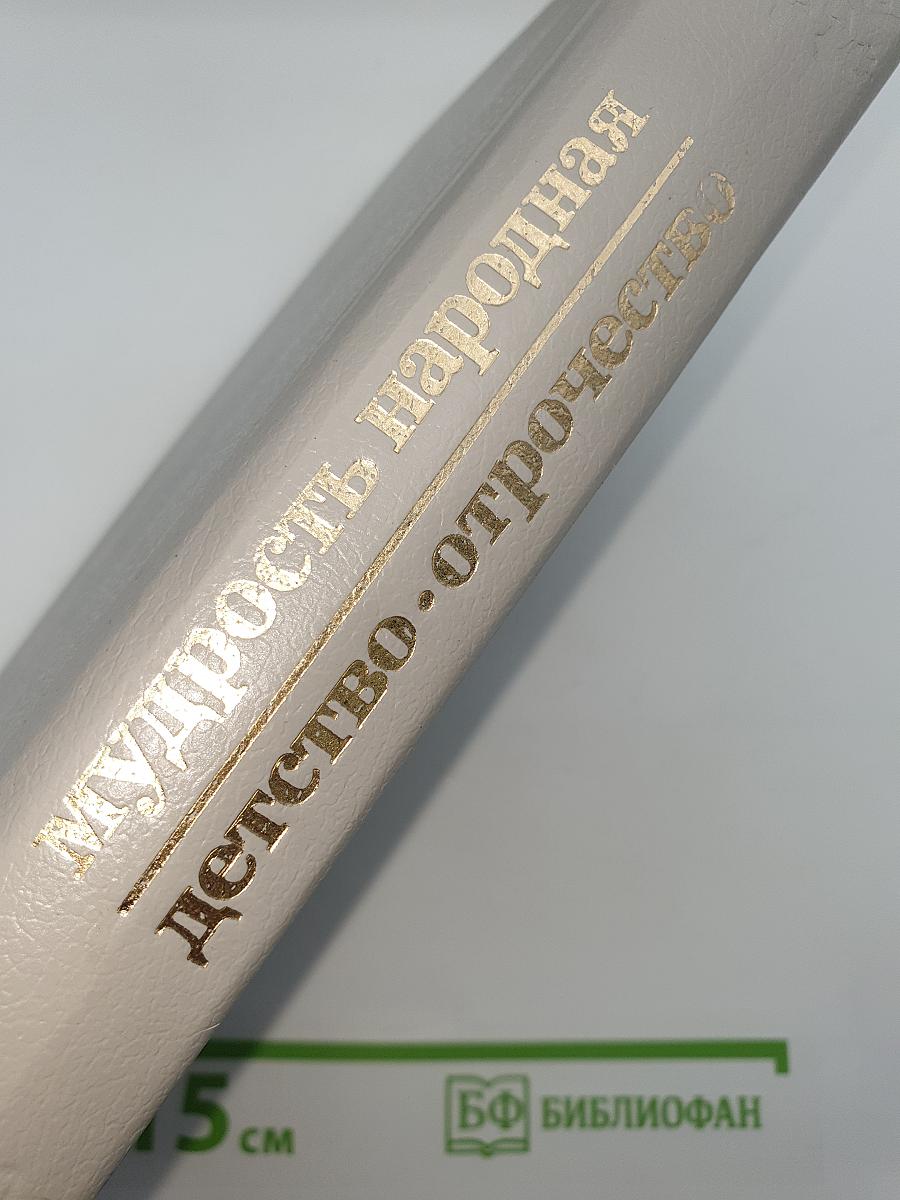 Мудрость народная
детство·отрочество
15 см
БФ БИБЛИОФАН